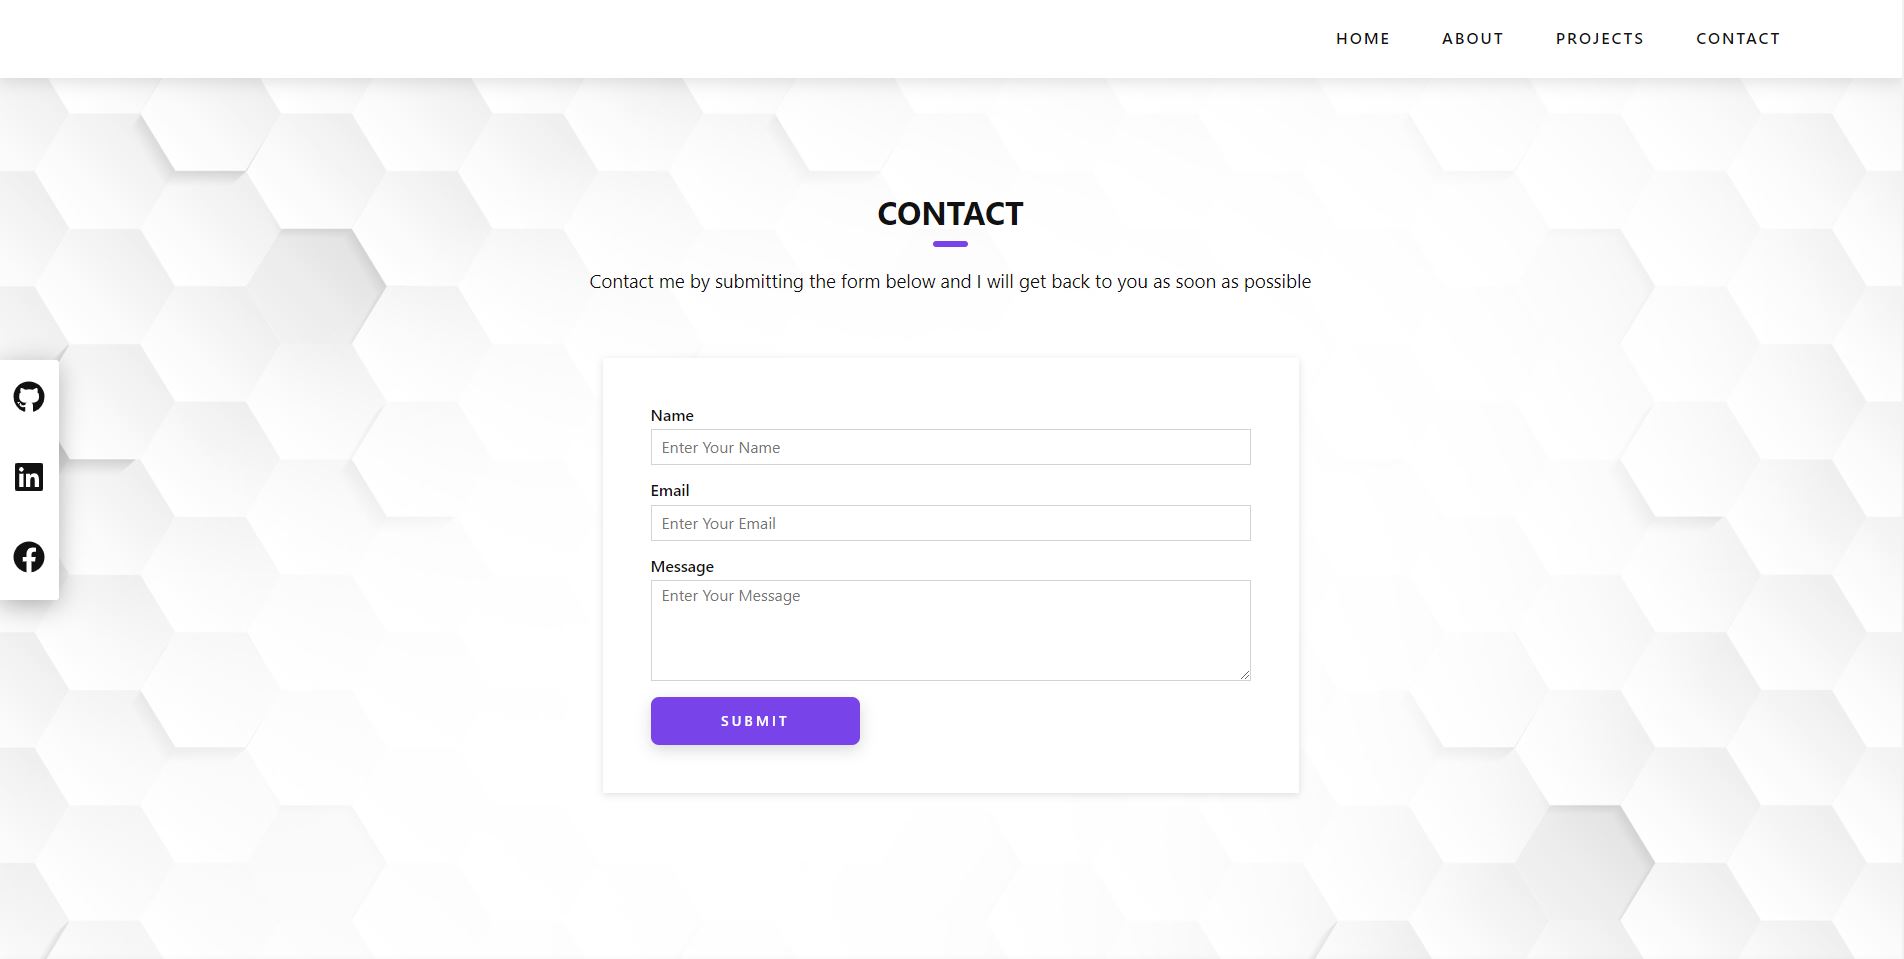 HOME ABOUT PROJECTS CONTACT
CONTACT
Contact me by submitting the form below and I will get back to you as soon as possible
Name
Enter Your Name
Email
Enter Your Email
Message
Enter Your Message
SUBMIT
in